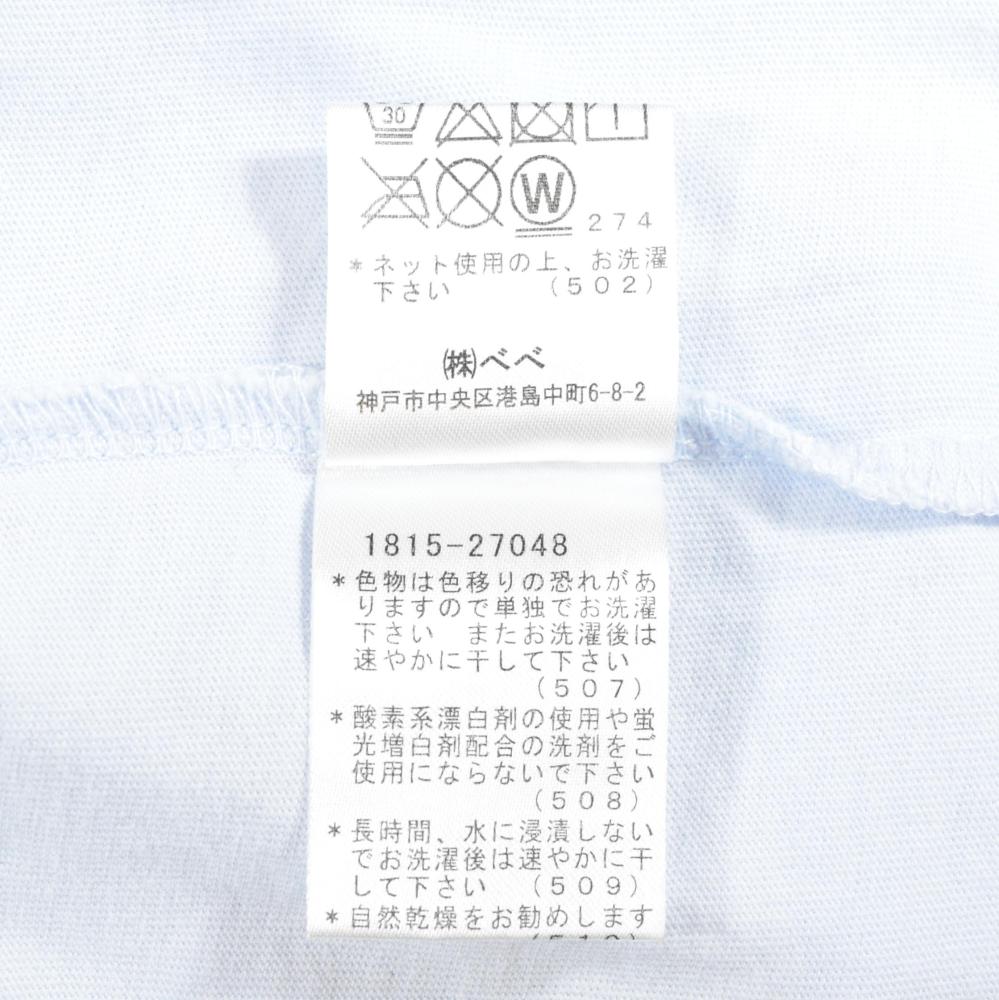 30
W
274
*ネット使用の上、お洗濯
下さい (502)
㈱べべ
神戸市中央区港島中町6-8-2
1815-27048
*色物は色移りの恐れがあ
りますので単独でお洗濯
下さい またお洗濯後は
速やかに干して下さい
(507)
*酸素系漂白剤の使用や蛍
光増白剤配合の洗剤をご
使用にならないで下さい
(508)
*長時間、水に浸漬しない
でお洗濯後は速やかに干
して下さい (509)
*自然乾燥をお勧めします